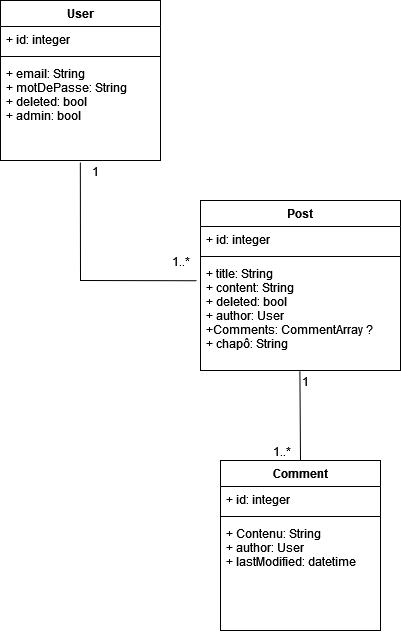 User
+ id: integer
+ email: String
+ motDePasse: String
+ deleted: bool
+ admin: bool
1
1..*
Post
+ id: integer
+ title: String
+ content: String
+ deleted: bool
+ author: User
+Comments: CommentArray ?
+ chapô: String
1
1..*
Comment
+ id: integer
+ Contenu: String
+ author: User
+ lastModified: datetime